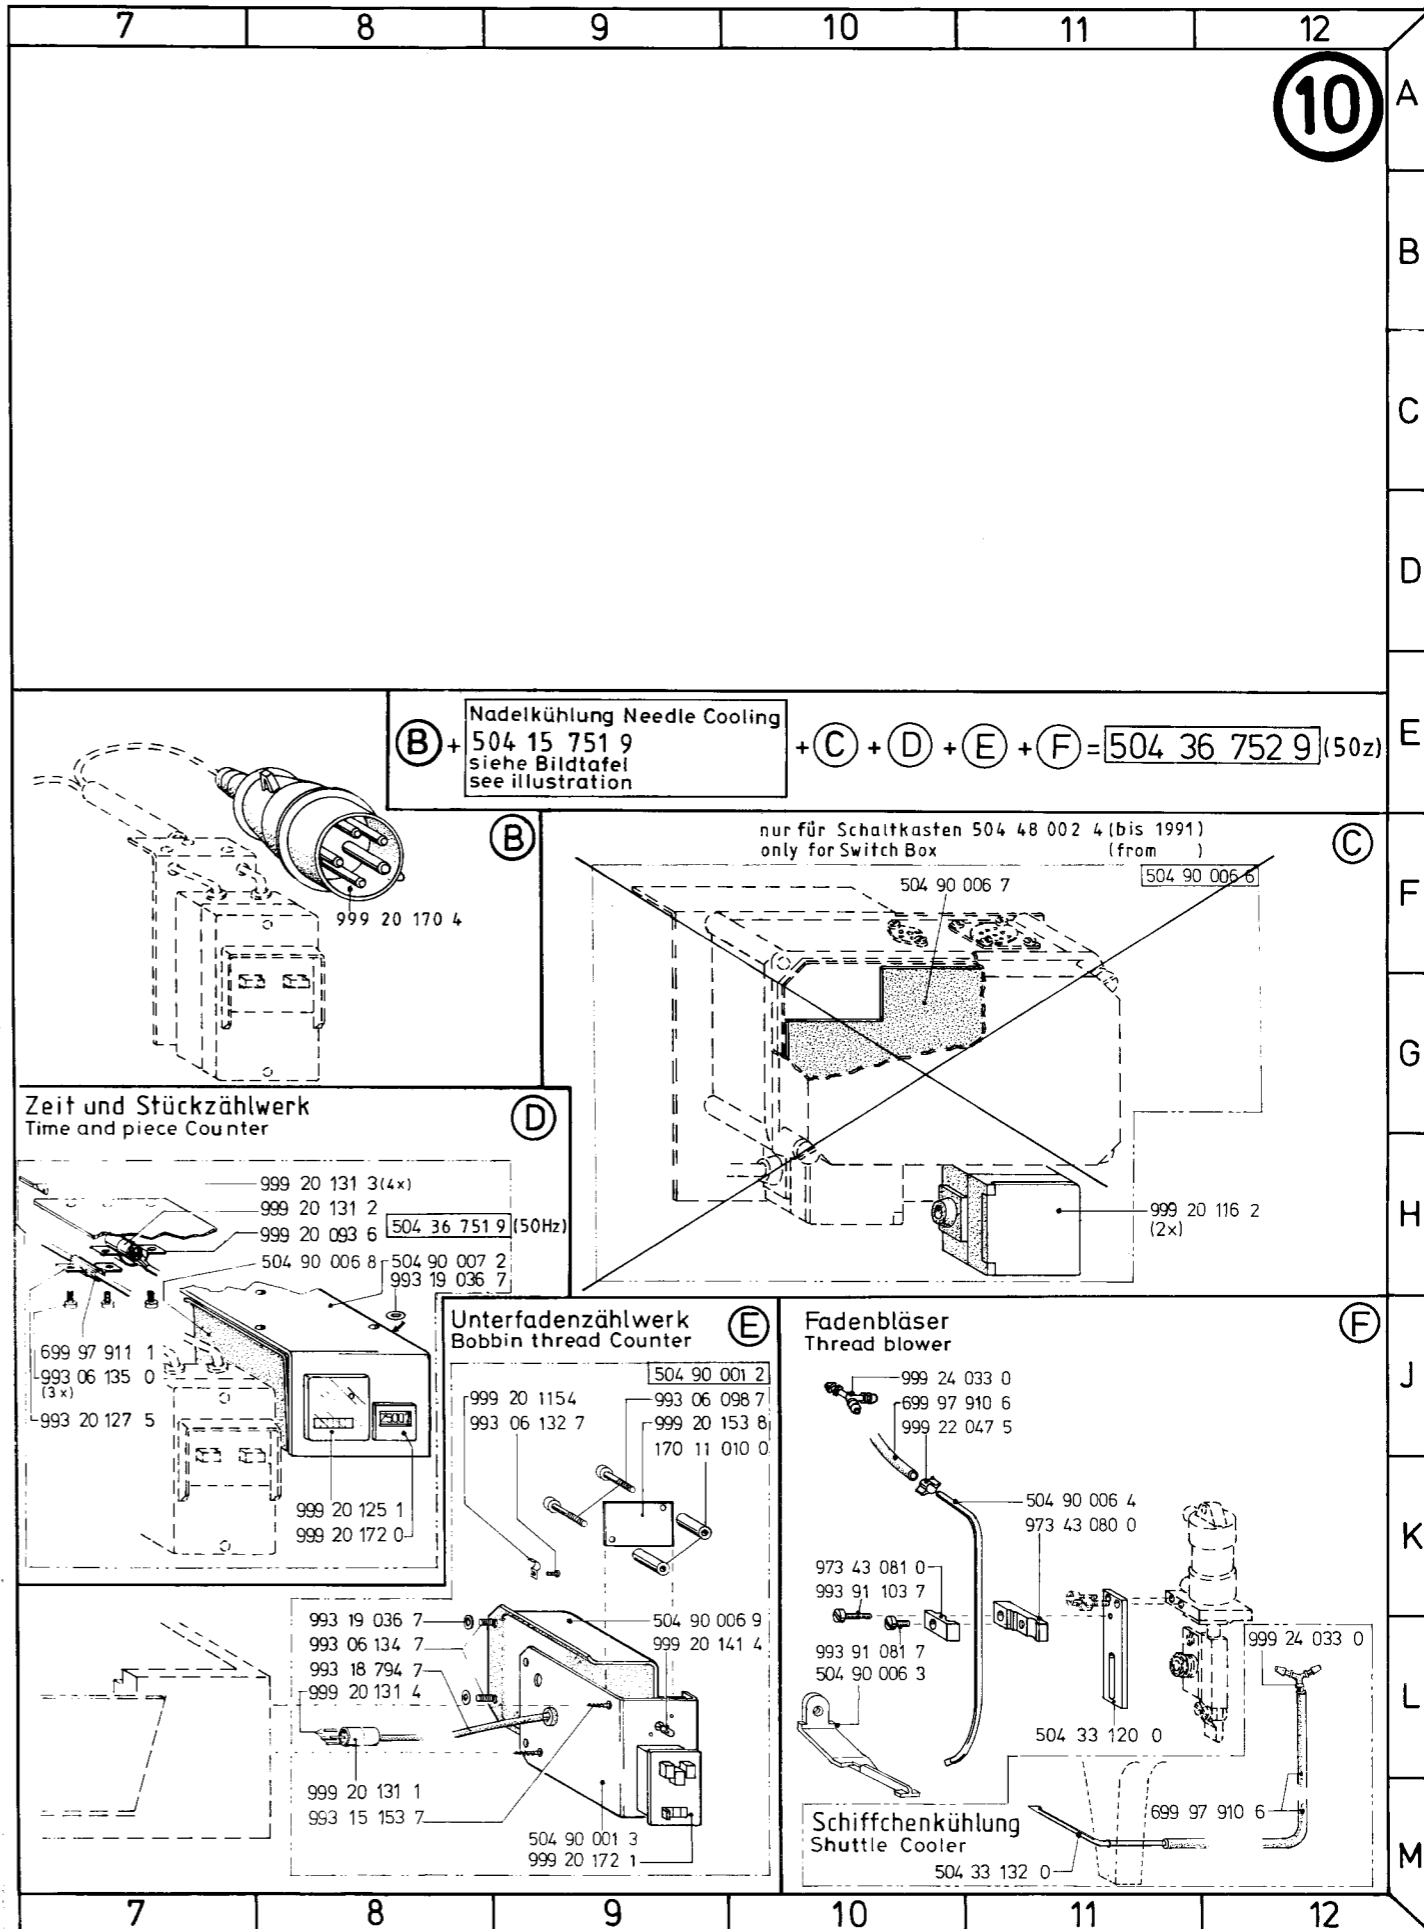 7 8 9 10 11 12
10
A
B
C
D
E
F
G
H
J
K
L
M
B + Nadelkühlung Needle Cooling
504 15 751 9
siehe Bildtafel
see illustration
+ C + D + E + F = 504 36 752 9 (50z)
B
999 20 170 4
C
nur für Schaltkasten 504 48 002 4 (bis 1991)
only for Switch Box (from )
504 90 006 6
504 90 006 7
999 20 116 2
(2x)
Zeit und Stückzählwerk
Time and piece Counter
D
999 20 131 3 (4x)
999 20 131 2
999 20 093 6
504 36 751 9 (50Hz)
504 90 006 8
504 90 007 2
993 19 036 7
699 97 911 1
993 06 135 0
(3x)
993 20 127 5
999 20 125 1
999 20 172 0
Unterfadenzählwerk
Bobbin thread Counter
E
504 90 001 2
999 20 115 4
993 06 132 7
993 06 098 7
999 20 153 8
170 11 010 0
993 19 036 7
993 06 134 7
993 18 794 7
999 20 131 4
504 90 006 9
999 20 141 4
999 20 131 1
993 15 153 7
504 90 001 3
999 20 172 1
Fadenbläser
Thread blower
F
999 24 033 0
699 97 910 6
999 22 047 5
504 90 006 4
973 43 080 0
973 43 081 0
993 91 103 7
993 91 081 7
504 90 006 3
504 33 120 0
999 24 033 0
699 97 910 6
Schiffchenkühlung
Shuttle Cooler
504 33 132 0
7 8 9 10 11 12